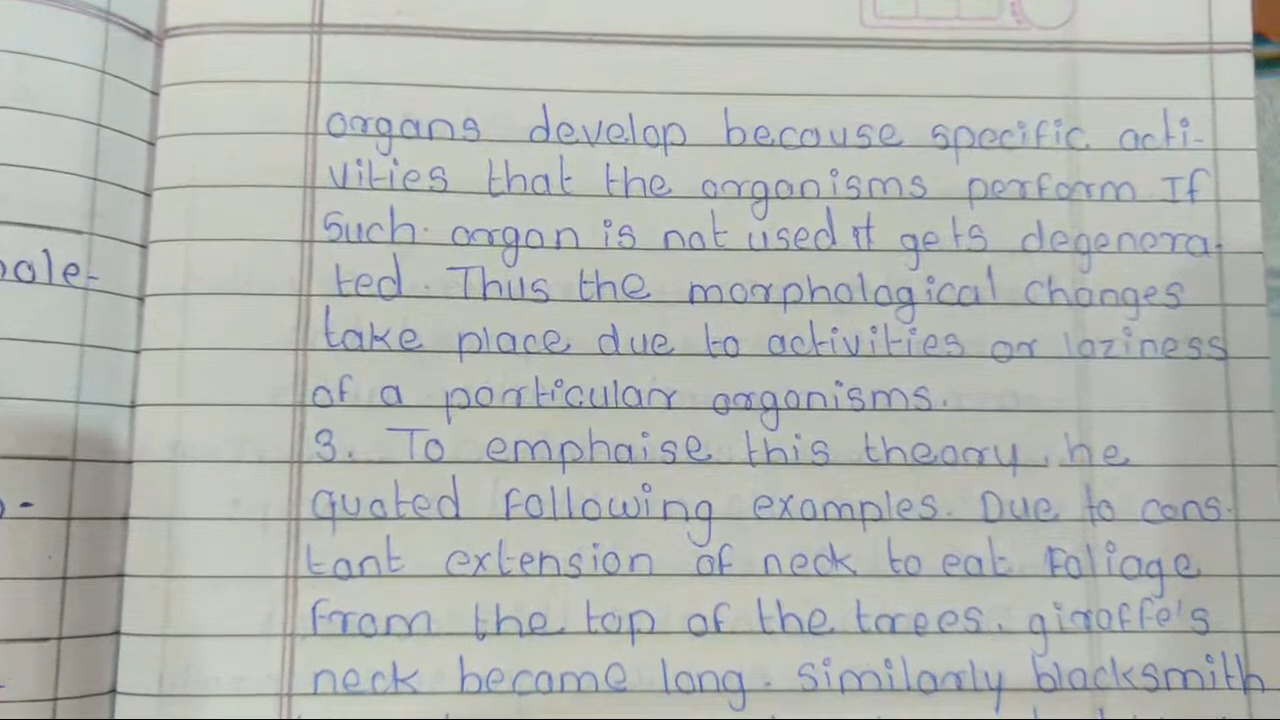 organs develop because specific acti-
vities that the organisms perform If
such organ is not used it gets degenera-
ted. Thus the morphological changes
take place due to activities or laziness
of a particular organisms.
3. To emphaise this theory, he
quoted following examples. Due to cons-
tant extension of neck to eat foliage
from the top of the trees. giraffe's
neck became long. similarly blacksmith